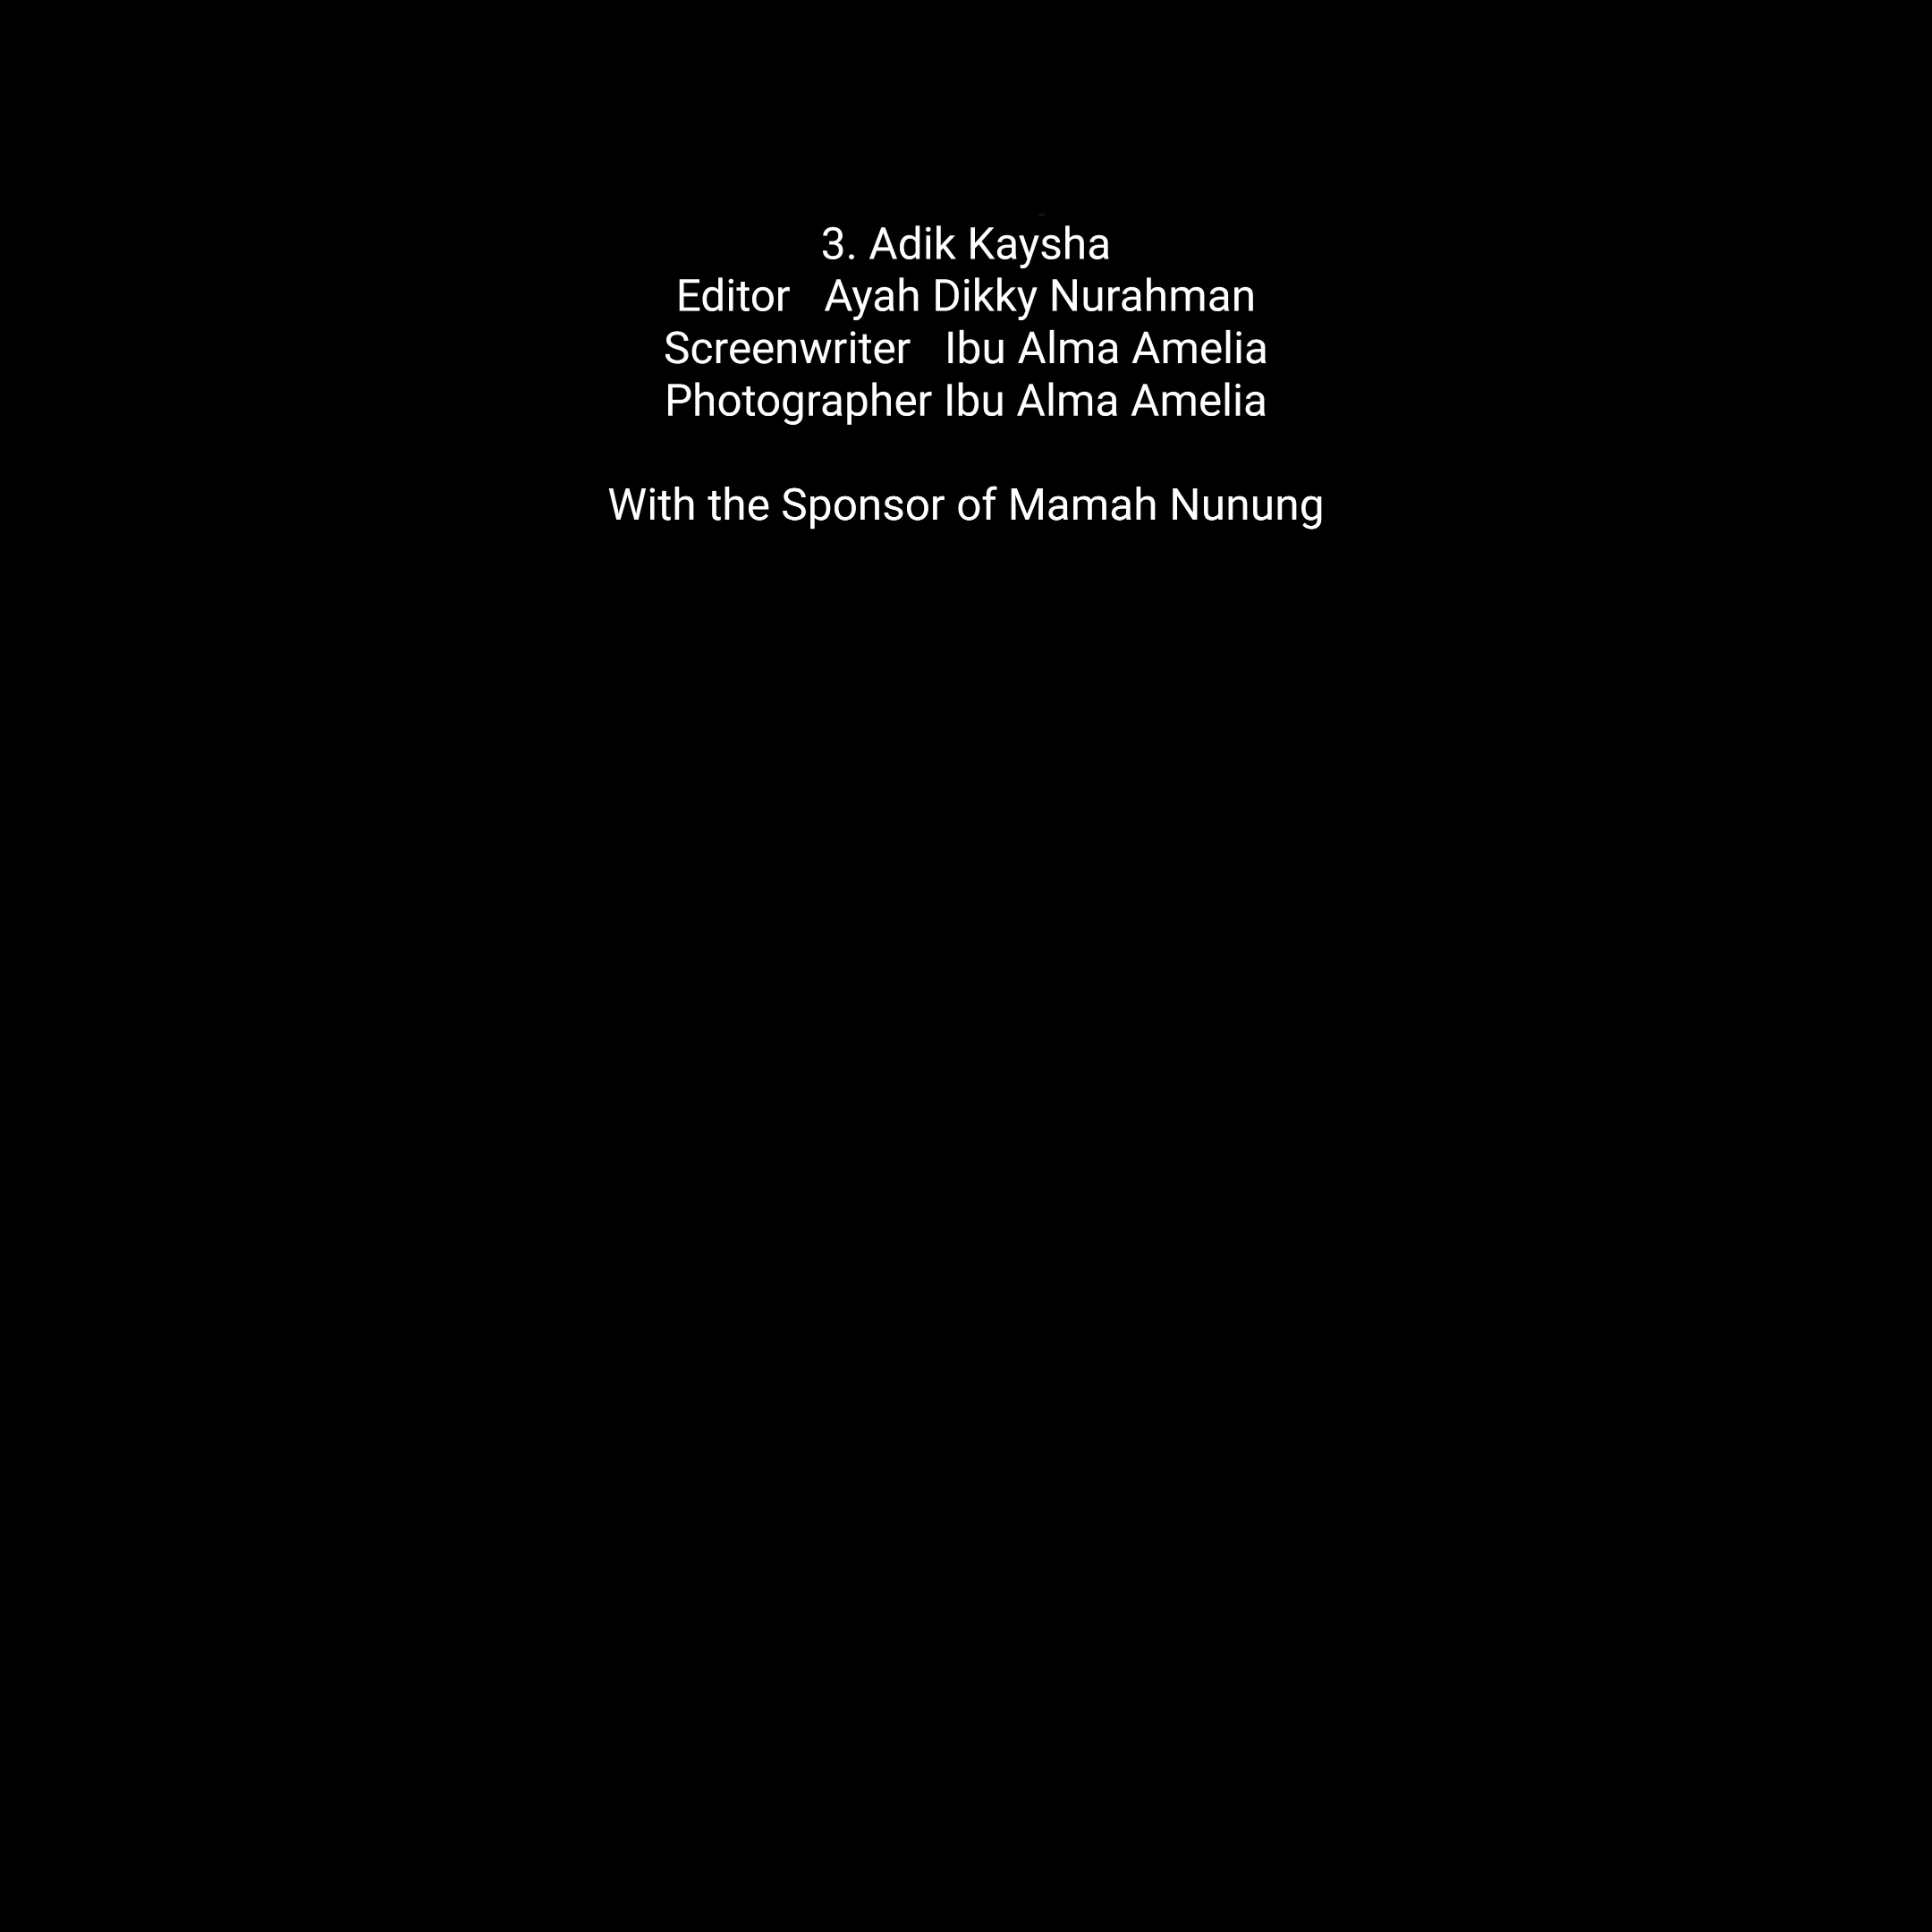 3. Adik Kaysha
Editor   Ayah Dikky Nurahman
Screenwriter   Ibu Alma Amelia
Photographer Ibu Alma Amelia
With the Sponsor of Mamah Nunung